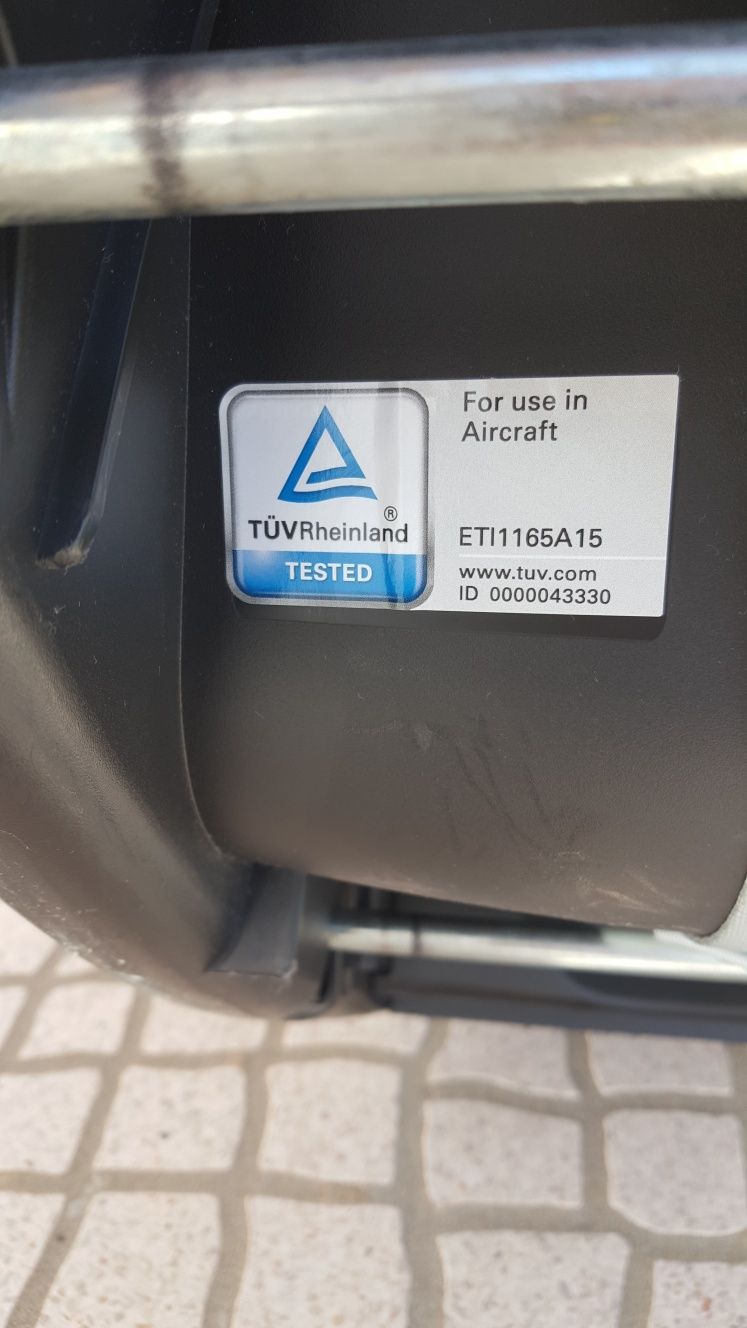 For use in
Aircraft
®
TÜVRheinland
TESTED
ETI1165A15
www.tuv.com
ID 0000043330